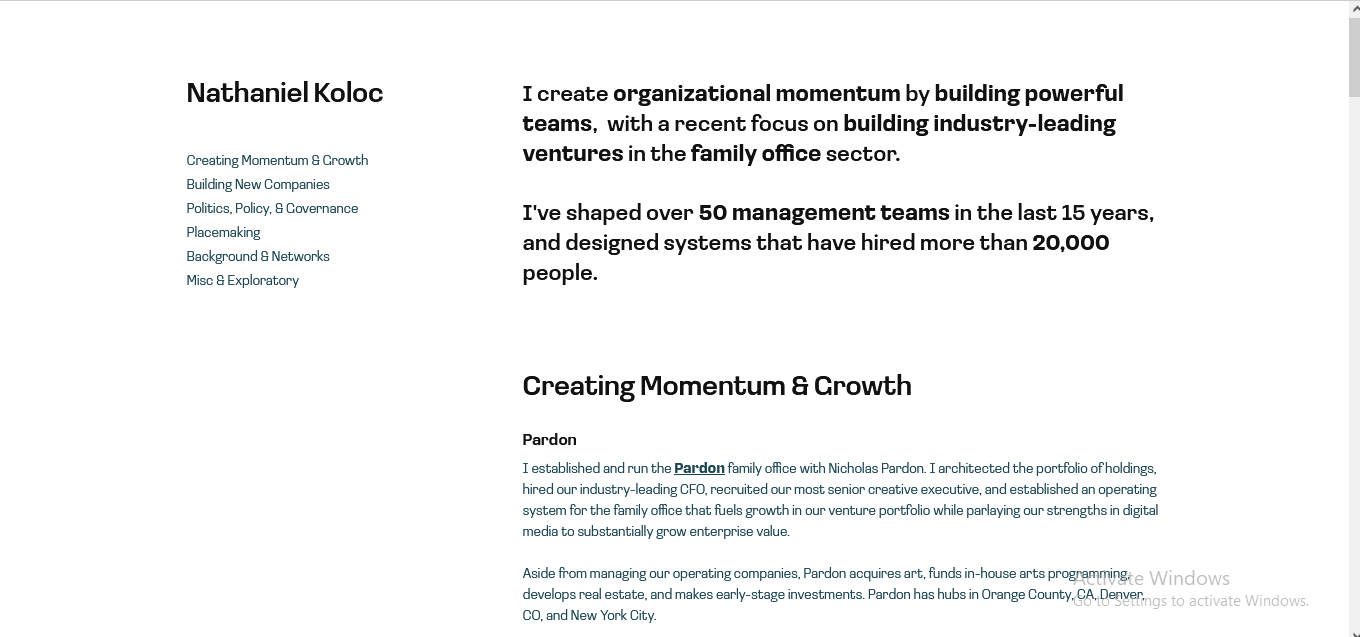 Nathaniel Koloc
Creating Momentum & Growth
Building New Companies
Politics, Policy, & Governance
Placemaking
Background & Networks
Misc & Exploratory
I create organizational momentum by building powerful
teams,  with a recent focus on building industry-leading
ventures in the family office sector.
I've shaped over 50 management teams in the last 15 years,
and designed systems that have hired more than 20,000
people.
Creating Momentum & Growth
Pardon
I established and run the Pardon family office with Nicholas Pardon. I architected the portfolio of holdings,
hired our industry-leading CFO, recruited our most senior creative executive, and established an operating
system for the family office that fuels growth in our venture portfolio while parlaying our strengths in digital
media to substantially grow enterprise value.
Aside from managing our operating companies, Pardon acquires art, funds in-house arts programming,
develops real estate, and makes early-stage investments. Pardon has hubs in Orange County, CA, Denver,
CO, and New York City.
Activate Windows
Go to Settings to activate Windows.